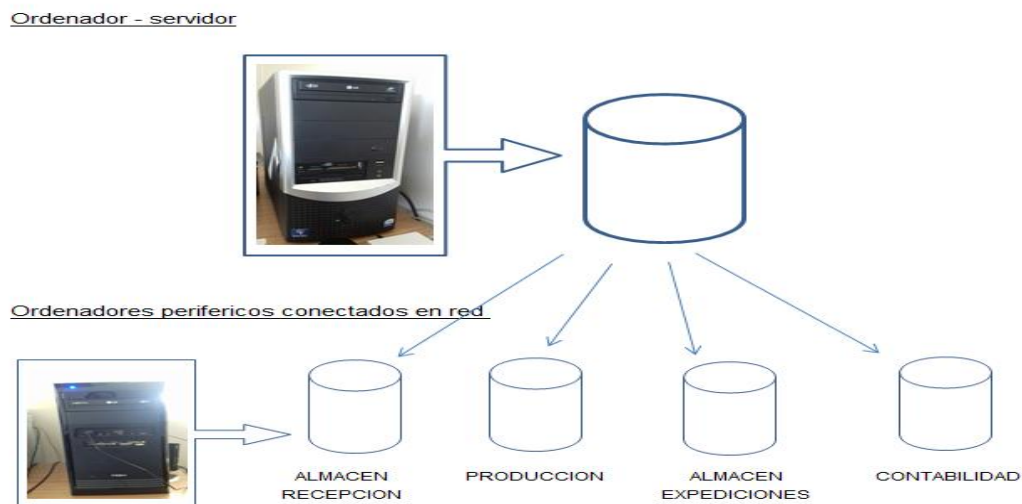 Ordenador - servidor
Ordenadores perifericos conectados en red
ALMACEN
RECEPCION
PRODUCCION
ALMACEN
EXPEDICIONES
CONTABILIDAD